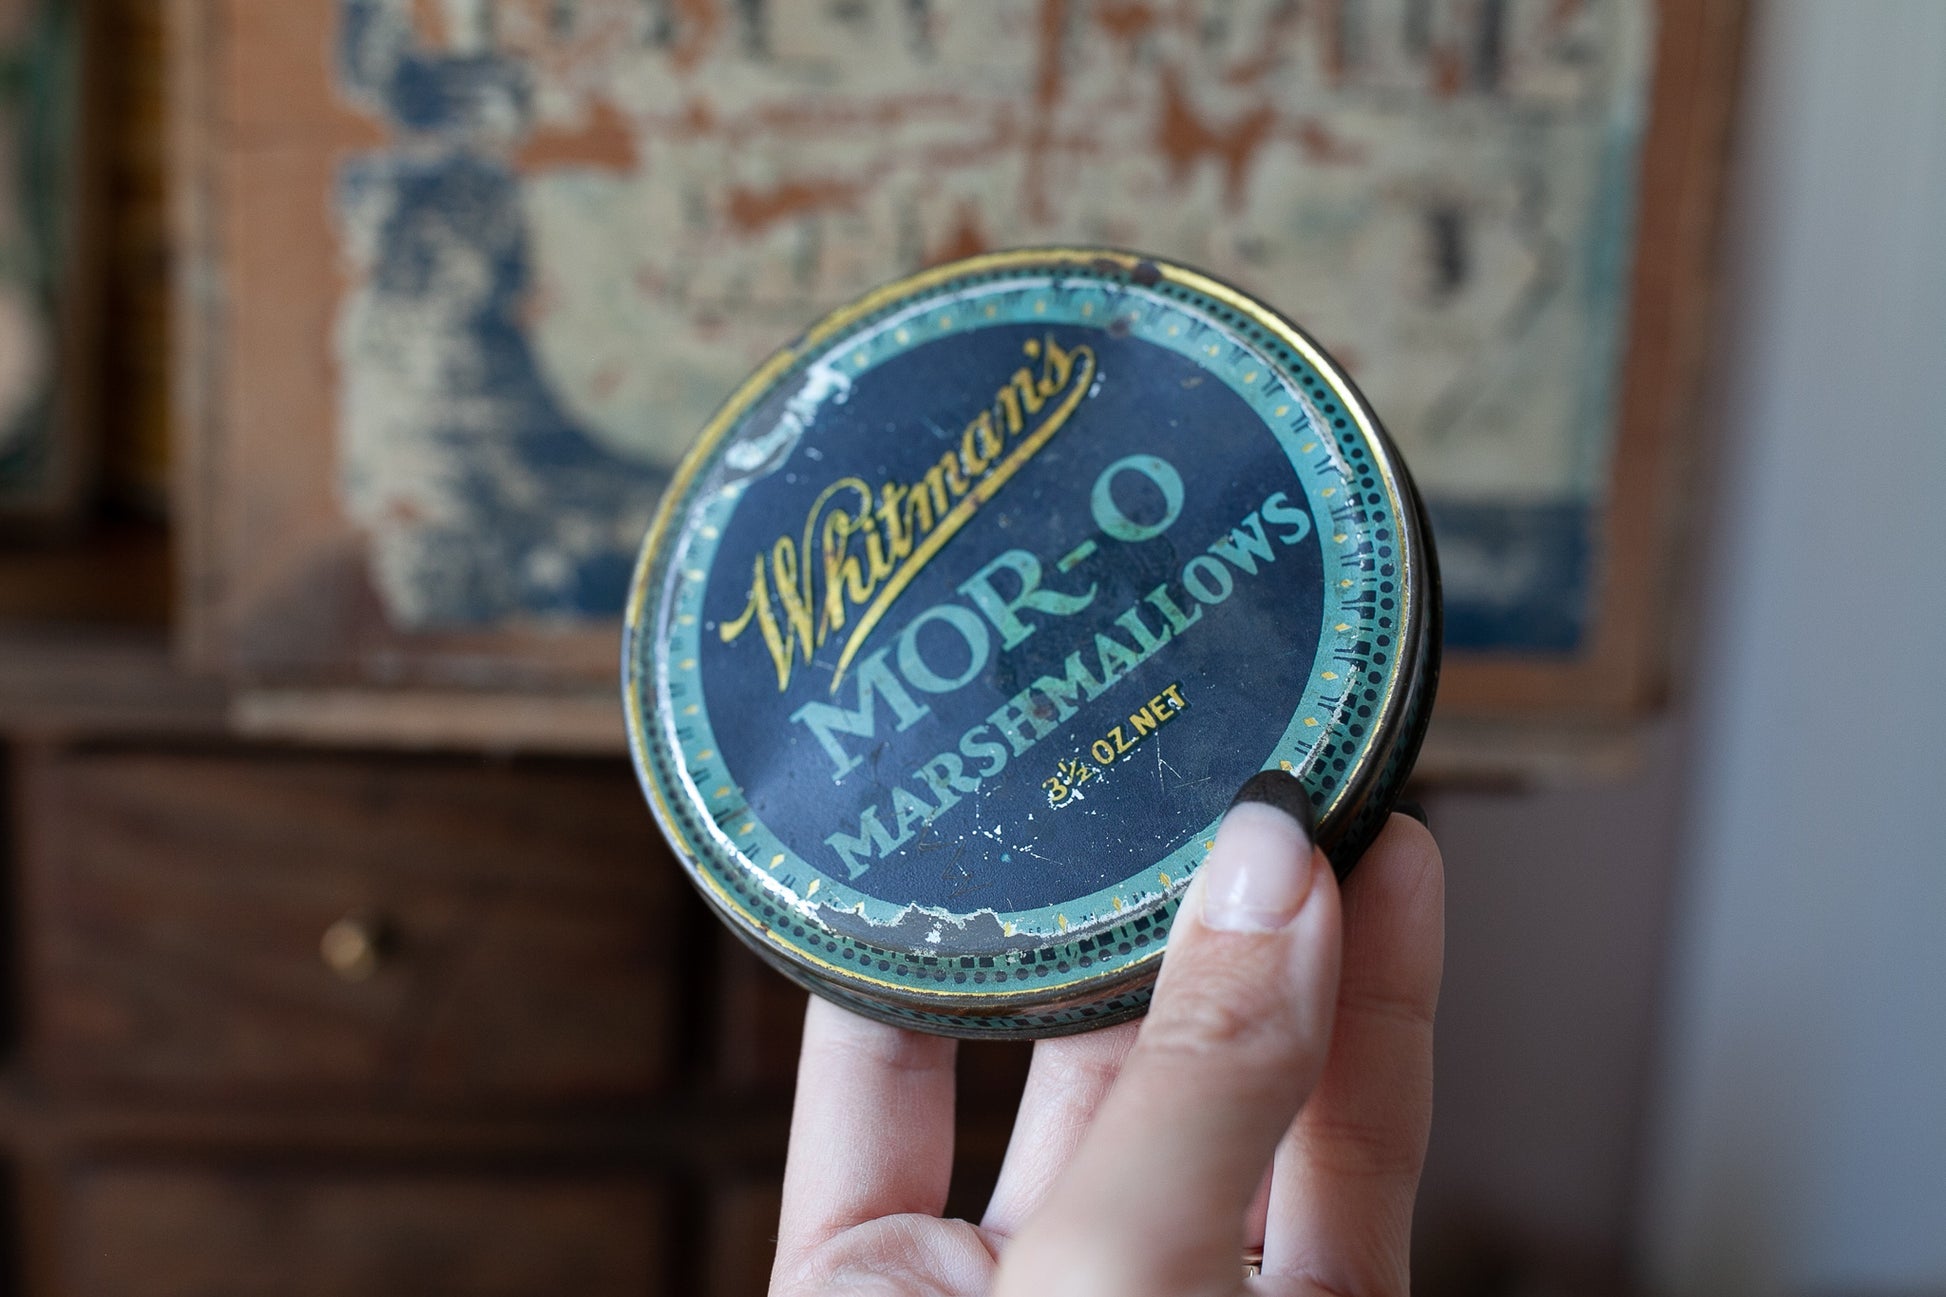 Whitman's
MOR-O
MARSHMALLOWS
3½ OZ. NET